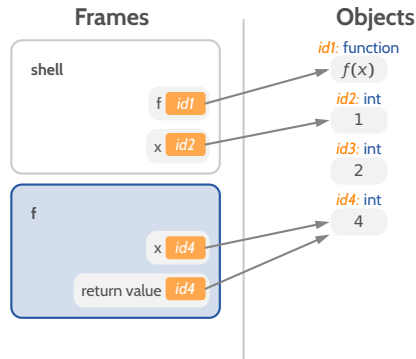 Frames
Objects
shell
f id1
x id2
f
x id4
return value id4
id1: function
f(x)
id2: int
1
id3: int
2
id4: int
4